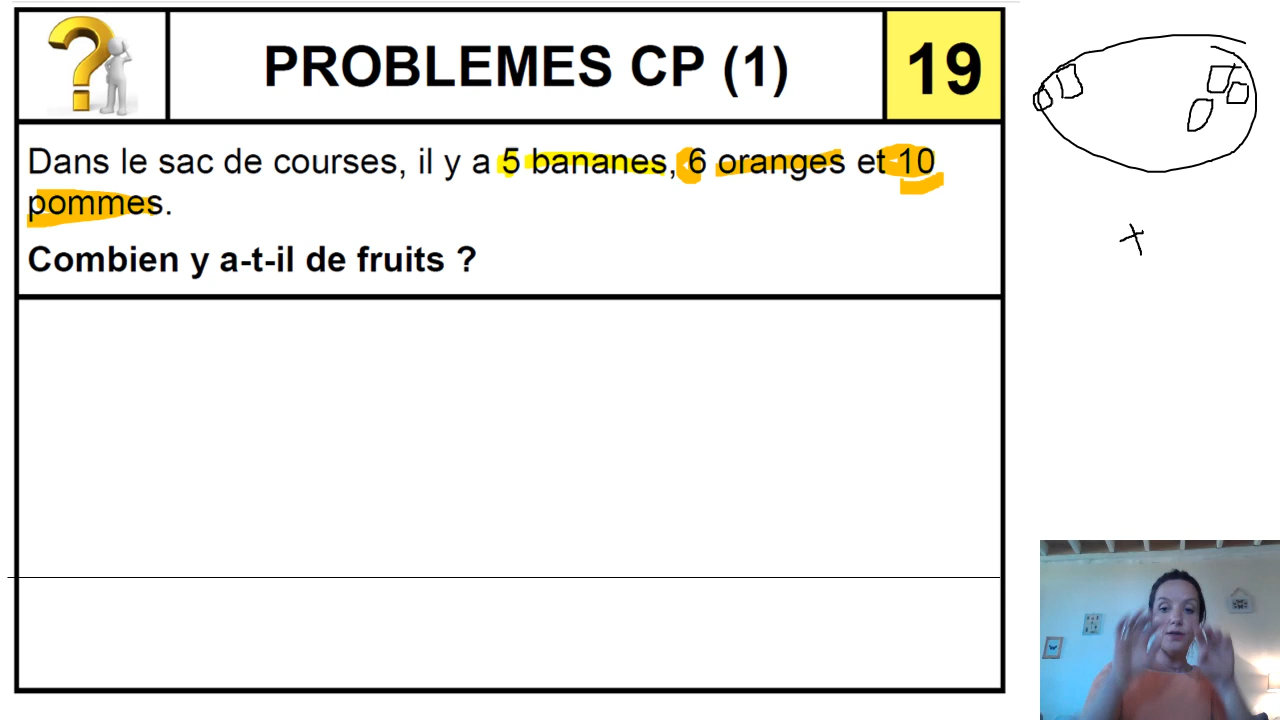 PROBLEMES CP (1)
19
Dans le sac de courses, il y a 5 bananes, 6 oranges et 10
pommes.
Combien y a-t-il de fruits ?
+